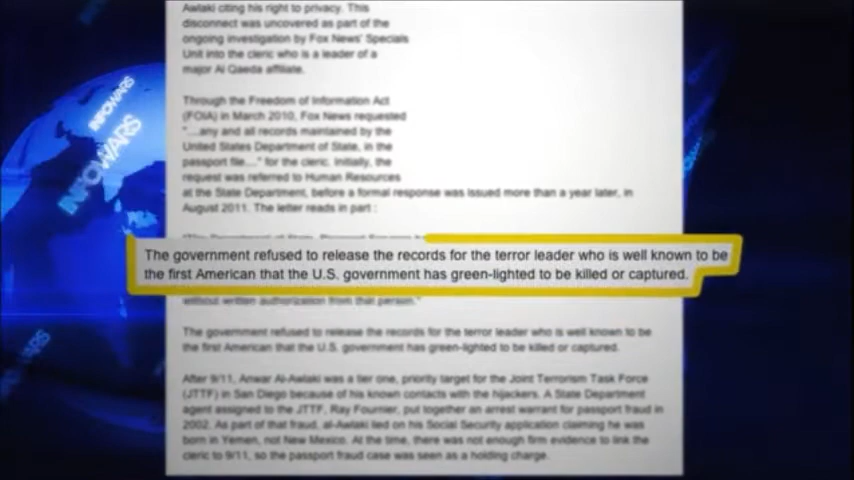 Awlaki citing his right to privacy. This
disconnect was uncovered as part of the
ongoing investigation by Fox News' Specials
Unit into the cleric who is a leader of a
major Al Qaeda affiliate.
Through the Freedom of Information Act
(FOIA) in March 2010, Fox News requested
"...any and all records maintained by the
United States Department of State, in the
passport file...." for the cleric. Initially, the
request was referred to Human Resources
at the State Department, before a formal response was issued more than a year later, in
August 2011. The letter reads in part :
The government refused to release the records for the terror leader who is well known to be
the first American that the U.S. government has green-lighted to be killed or captured.
without written authorization from that person."
The government refused to release the records for the terror leader who is well known to be
the first American that the U.S. government has green-lighted to be killed or captured.
After 9/11, Anwar Al-Awlaki was a tier one, priority target for the Joint Terrorism Task Force
(JTTF) in San Diego because of his known contacts with the hijackers. A State Department
agent assigned to the JTTF, Ray Fournier, put together an arrest warrant for passport fraud in
2002. As part of that fraud, al-Awlaki lied on his Social Security application claiming he was
born in Yemen, not New Mexico. At the time, there was not enough firm evidence to link the
cleric to 9/11, so the passport fraud case was seen as a holding charge.
INFOWARS
INFOWARS